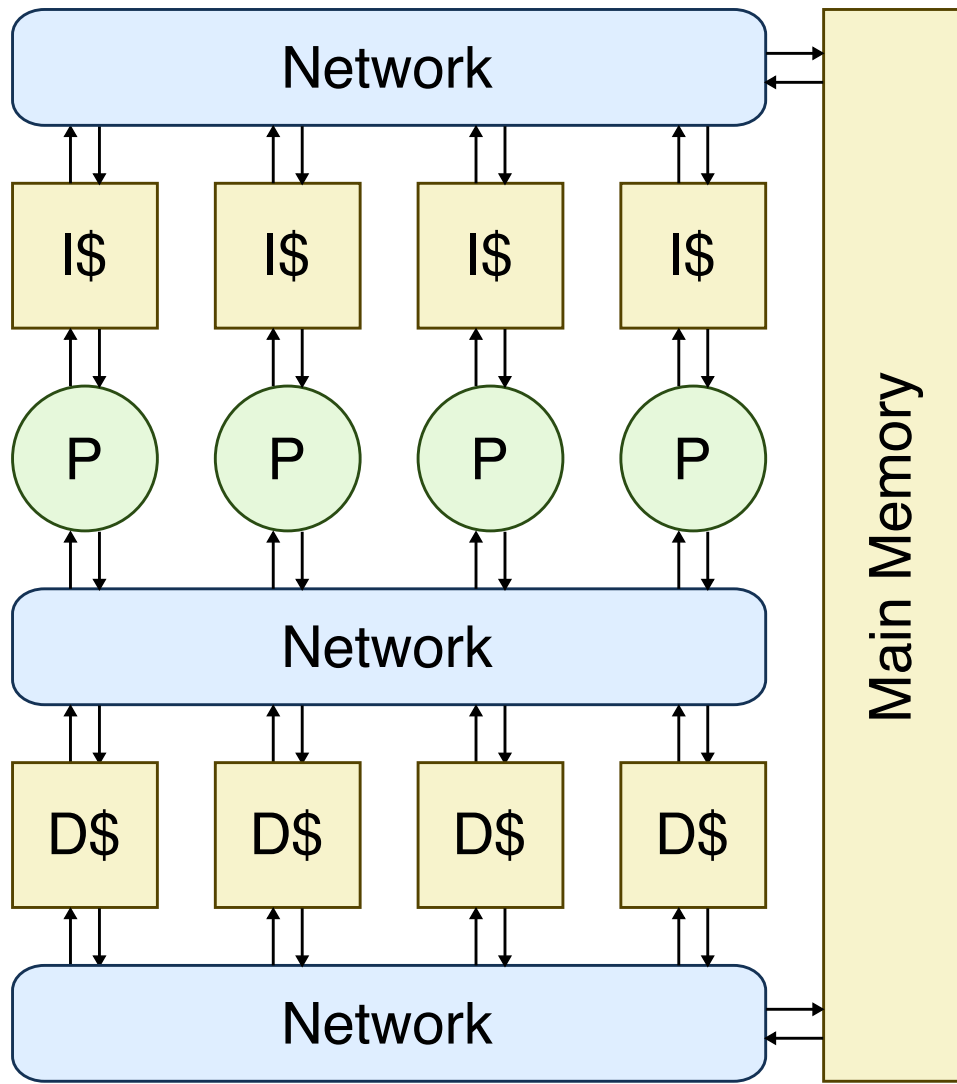 Network
I$ I$ I$ I$
P P P P
Network
D$ D$ D$ D$
Network
Main Memory